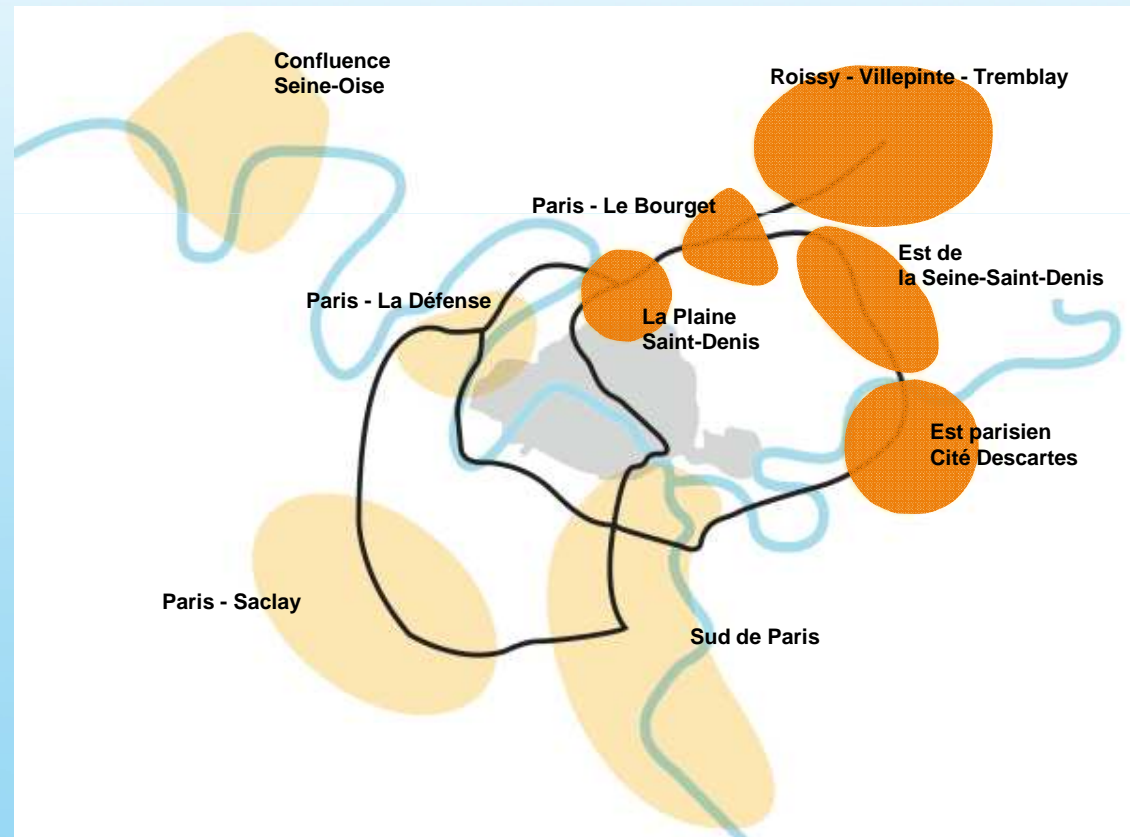 Confluence
Seine-Oise
Roissy - Villepinte - Tremblay
Paris - Le Bourget
Est de
la Seine-Saint-Denis
Paris - La Défense
La Plaine
Saint-Denis
Est parisien
Cité Descartes
Paris - Saclay
Sud de Paris